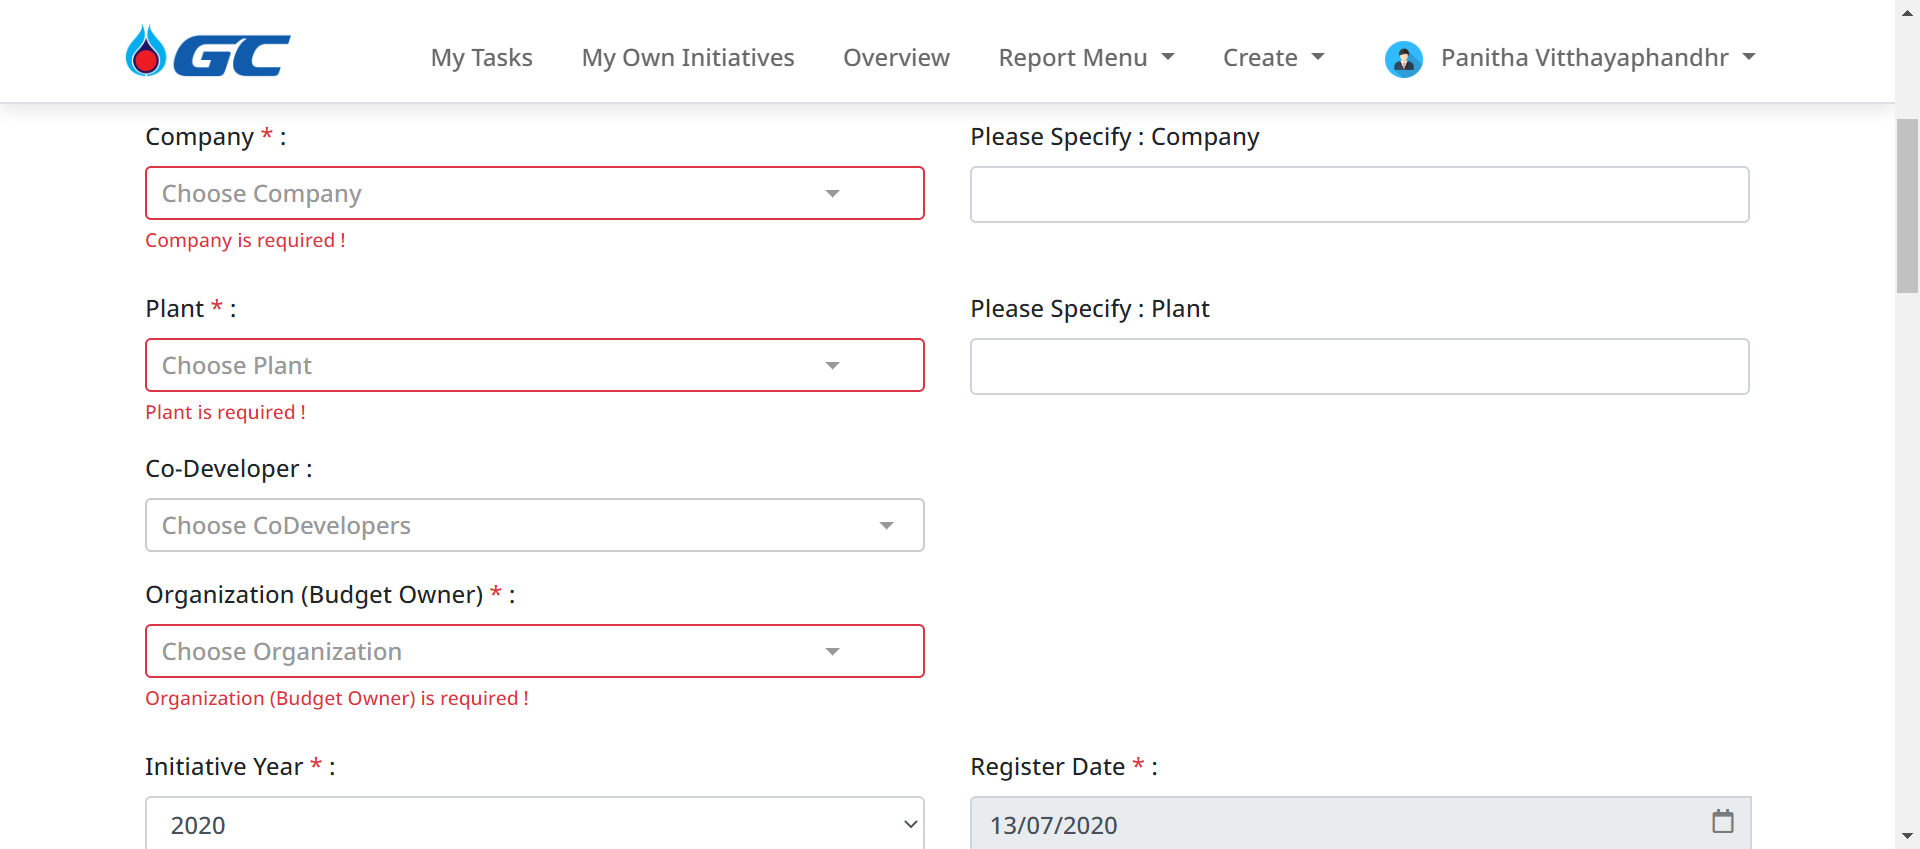 GC
My Tasks
My Own Initiatives
Overview
Report Menu
Create
Panitha Vitthayaphandhr
Company * :
Please Specify : Company
Choose Company
Company is required !
Plant * :
Please Specify : Plant
Choose Plant
Plant is required !
Co-Developer :
Choose CoDevelopers
Organization (Budget Owner) * :
Choose Organization
Organization (Budget Owner) is required !
Initiative Year * :
Register Date * :
2020
13/07/2020